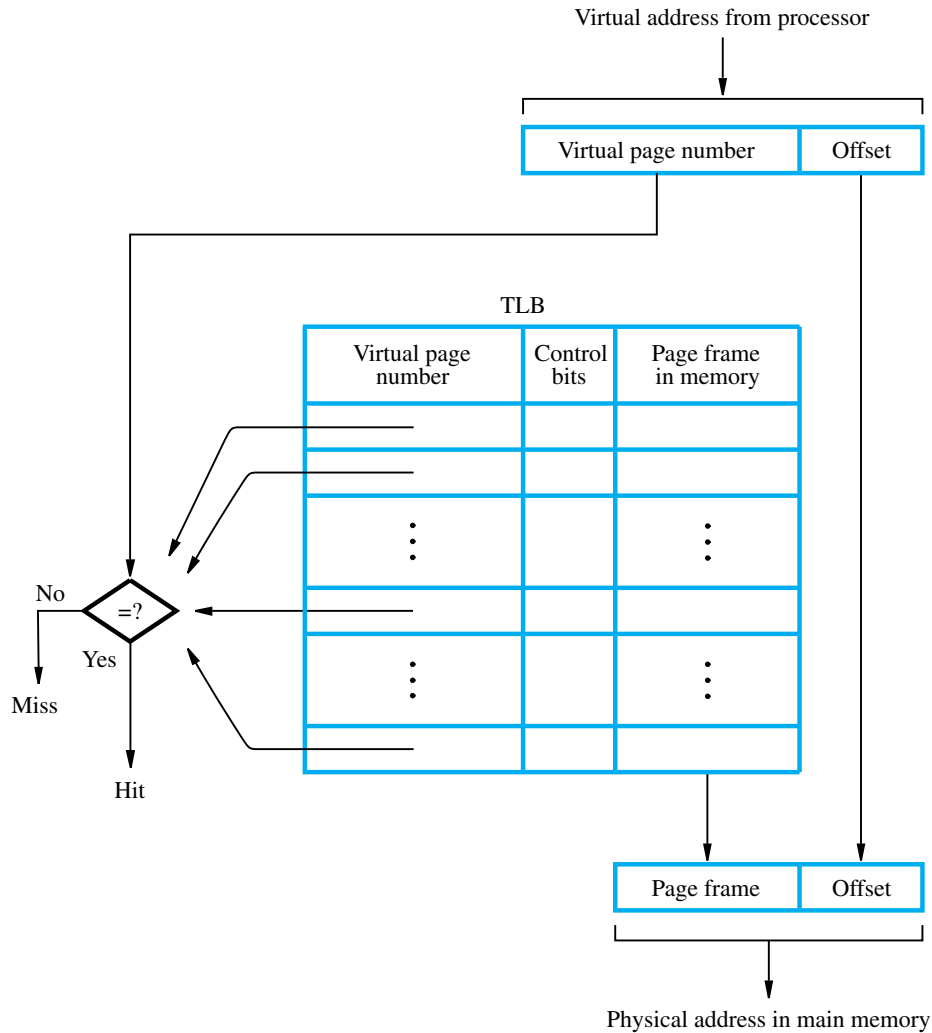 Virtual address from processor
Virtual page number
Offset
TLB
Virtual page
number
Control
bits
Page frame
in memory
No
=?
Yes
Miss
Hit
Page frame
Offset
Physical address in main memory